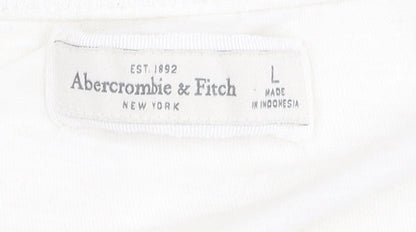 EST. 1892
Abercrombie & Fitch
NEW YORK
L
MADE
IN INDONESIA